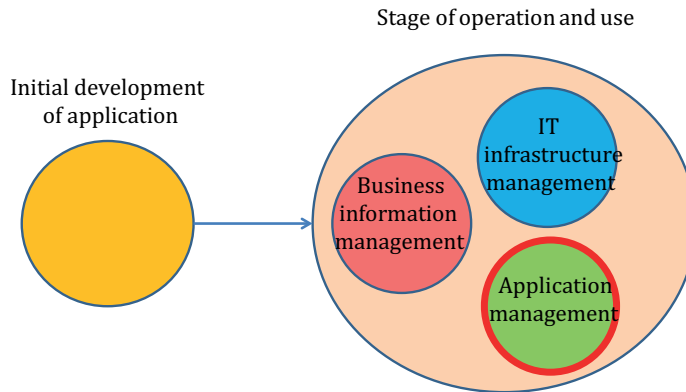 Stage of operation and use
Initial development
of application
IT
infrastructure
management
Business
information
management
Application
management